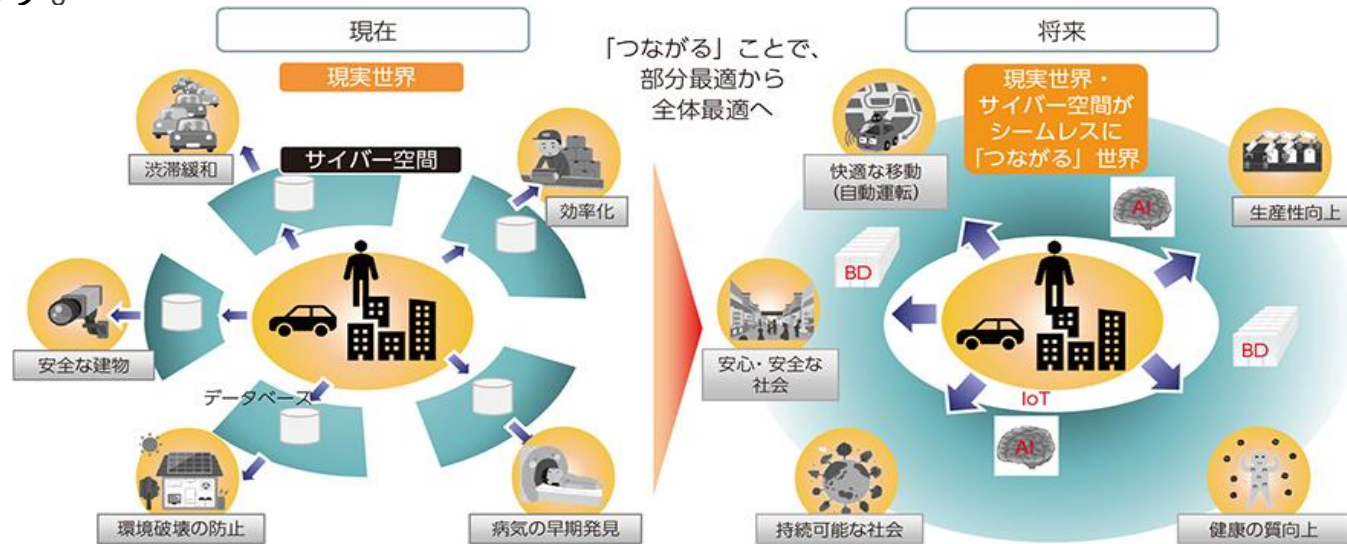 す。
現在
現実世界
サイバー空間
渋滞緩和
効率化
安全な建物
データベース
環境破壊の防止
病気の早期発見
「つながる」ことで、
部分最適から
全体最適へ
将来
現実世界・
サイバー空間が
シームレスに
「つながる」世界
快適な移動
(自動運転)
AI
生産性向上
BD
BD
安心・安全な
社会
IoT
AI
持続可能な社会
健康の質向上